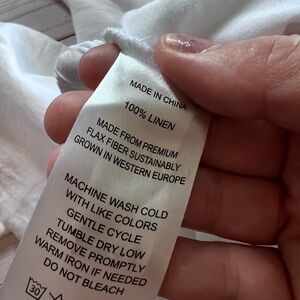 MADE IN CHINA
100% LINEN
MADE FROM PREMIUM
FLAX FIBER SUSTAINABLY
GROWN IN WESTERN EUROPE
MACHINE WASH COLD
WITH LIKE COLORS
GENTLE CYCLE
TUMBLE DRY LOW
REMOVE PROMPTLY
WARM IRON IF NEEDED
DO NOT BLEACH
30